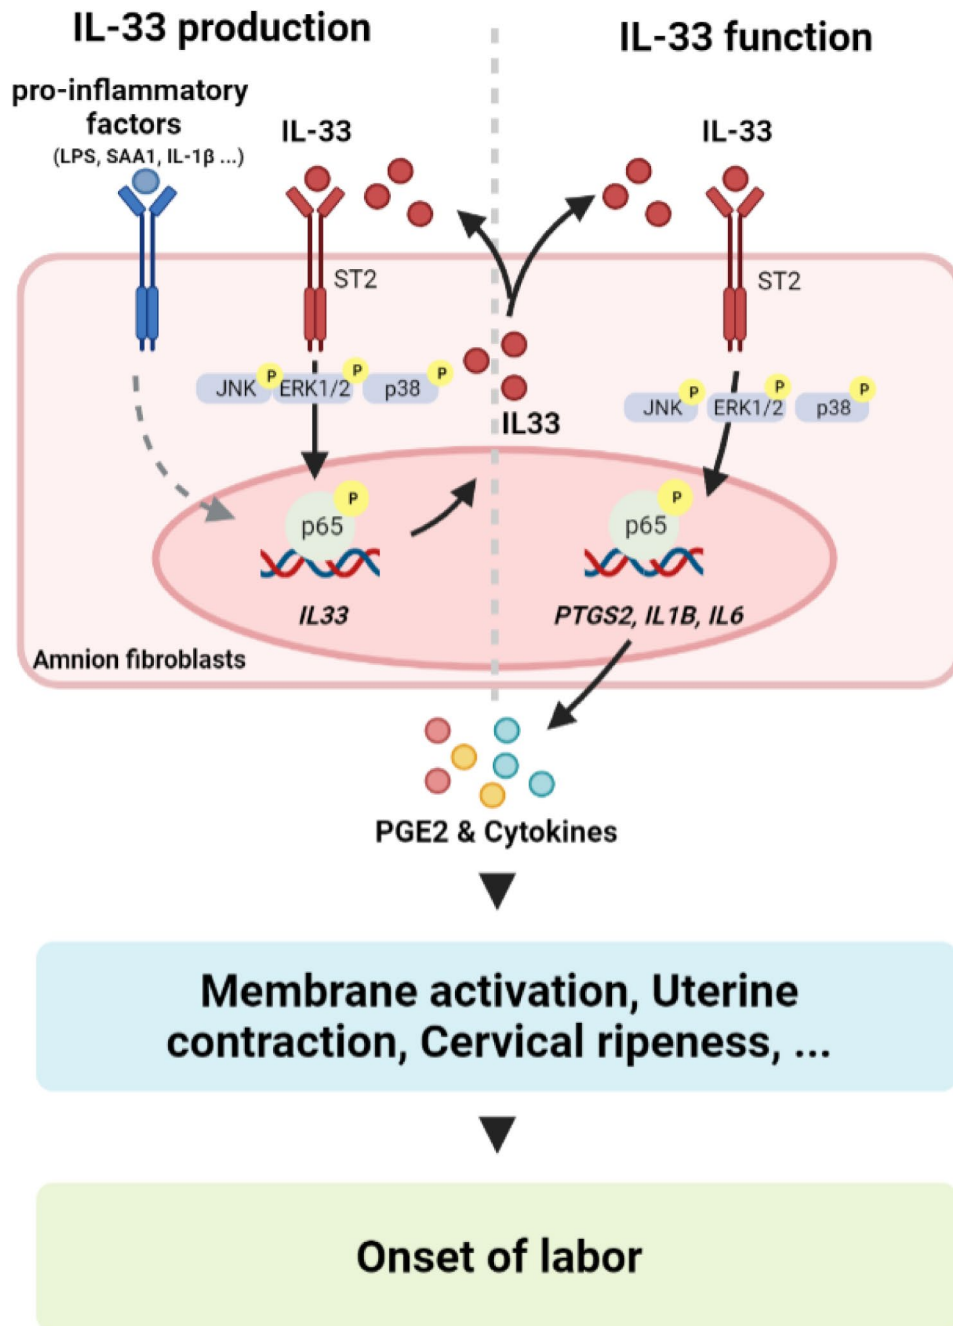 IL-33 production
IL-33 function
pro-inflammatory
factors
(LPS, SAA1, IL-1β ...)
IL-33
IL-33
ST2
ST2
JNK
P
ERK1/2
P
p38
P
JNK
P
ERK1/2
P
p38
P
IL33
p65
P
p65
P
IL33
PTGS2, IL1B, IL6
Amnion fibroblasts
PGE2 & Cytokines
Membrane activation, Uterine
contraction, Cervical ripeness, ...
Onset of labor